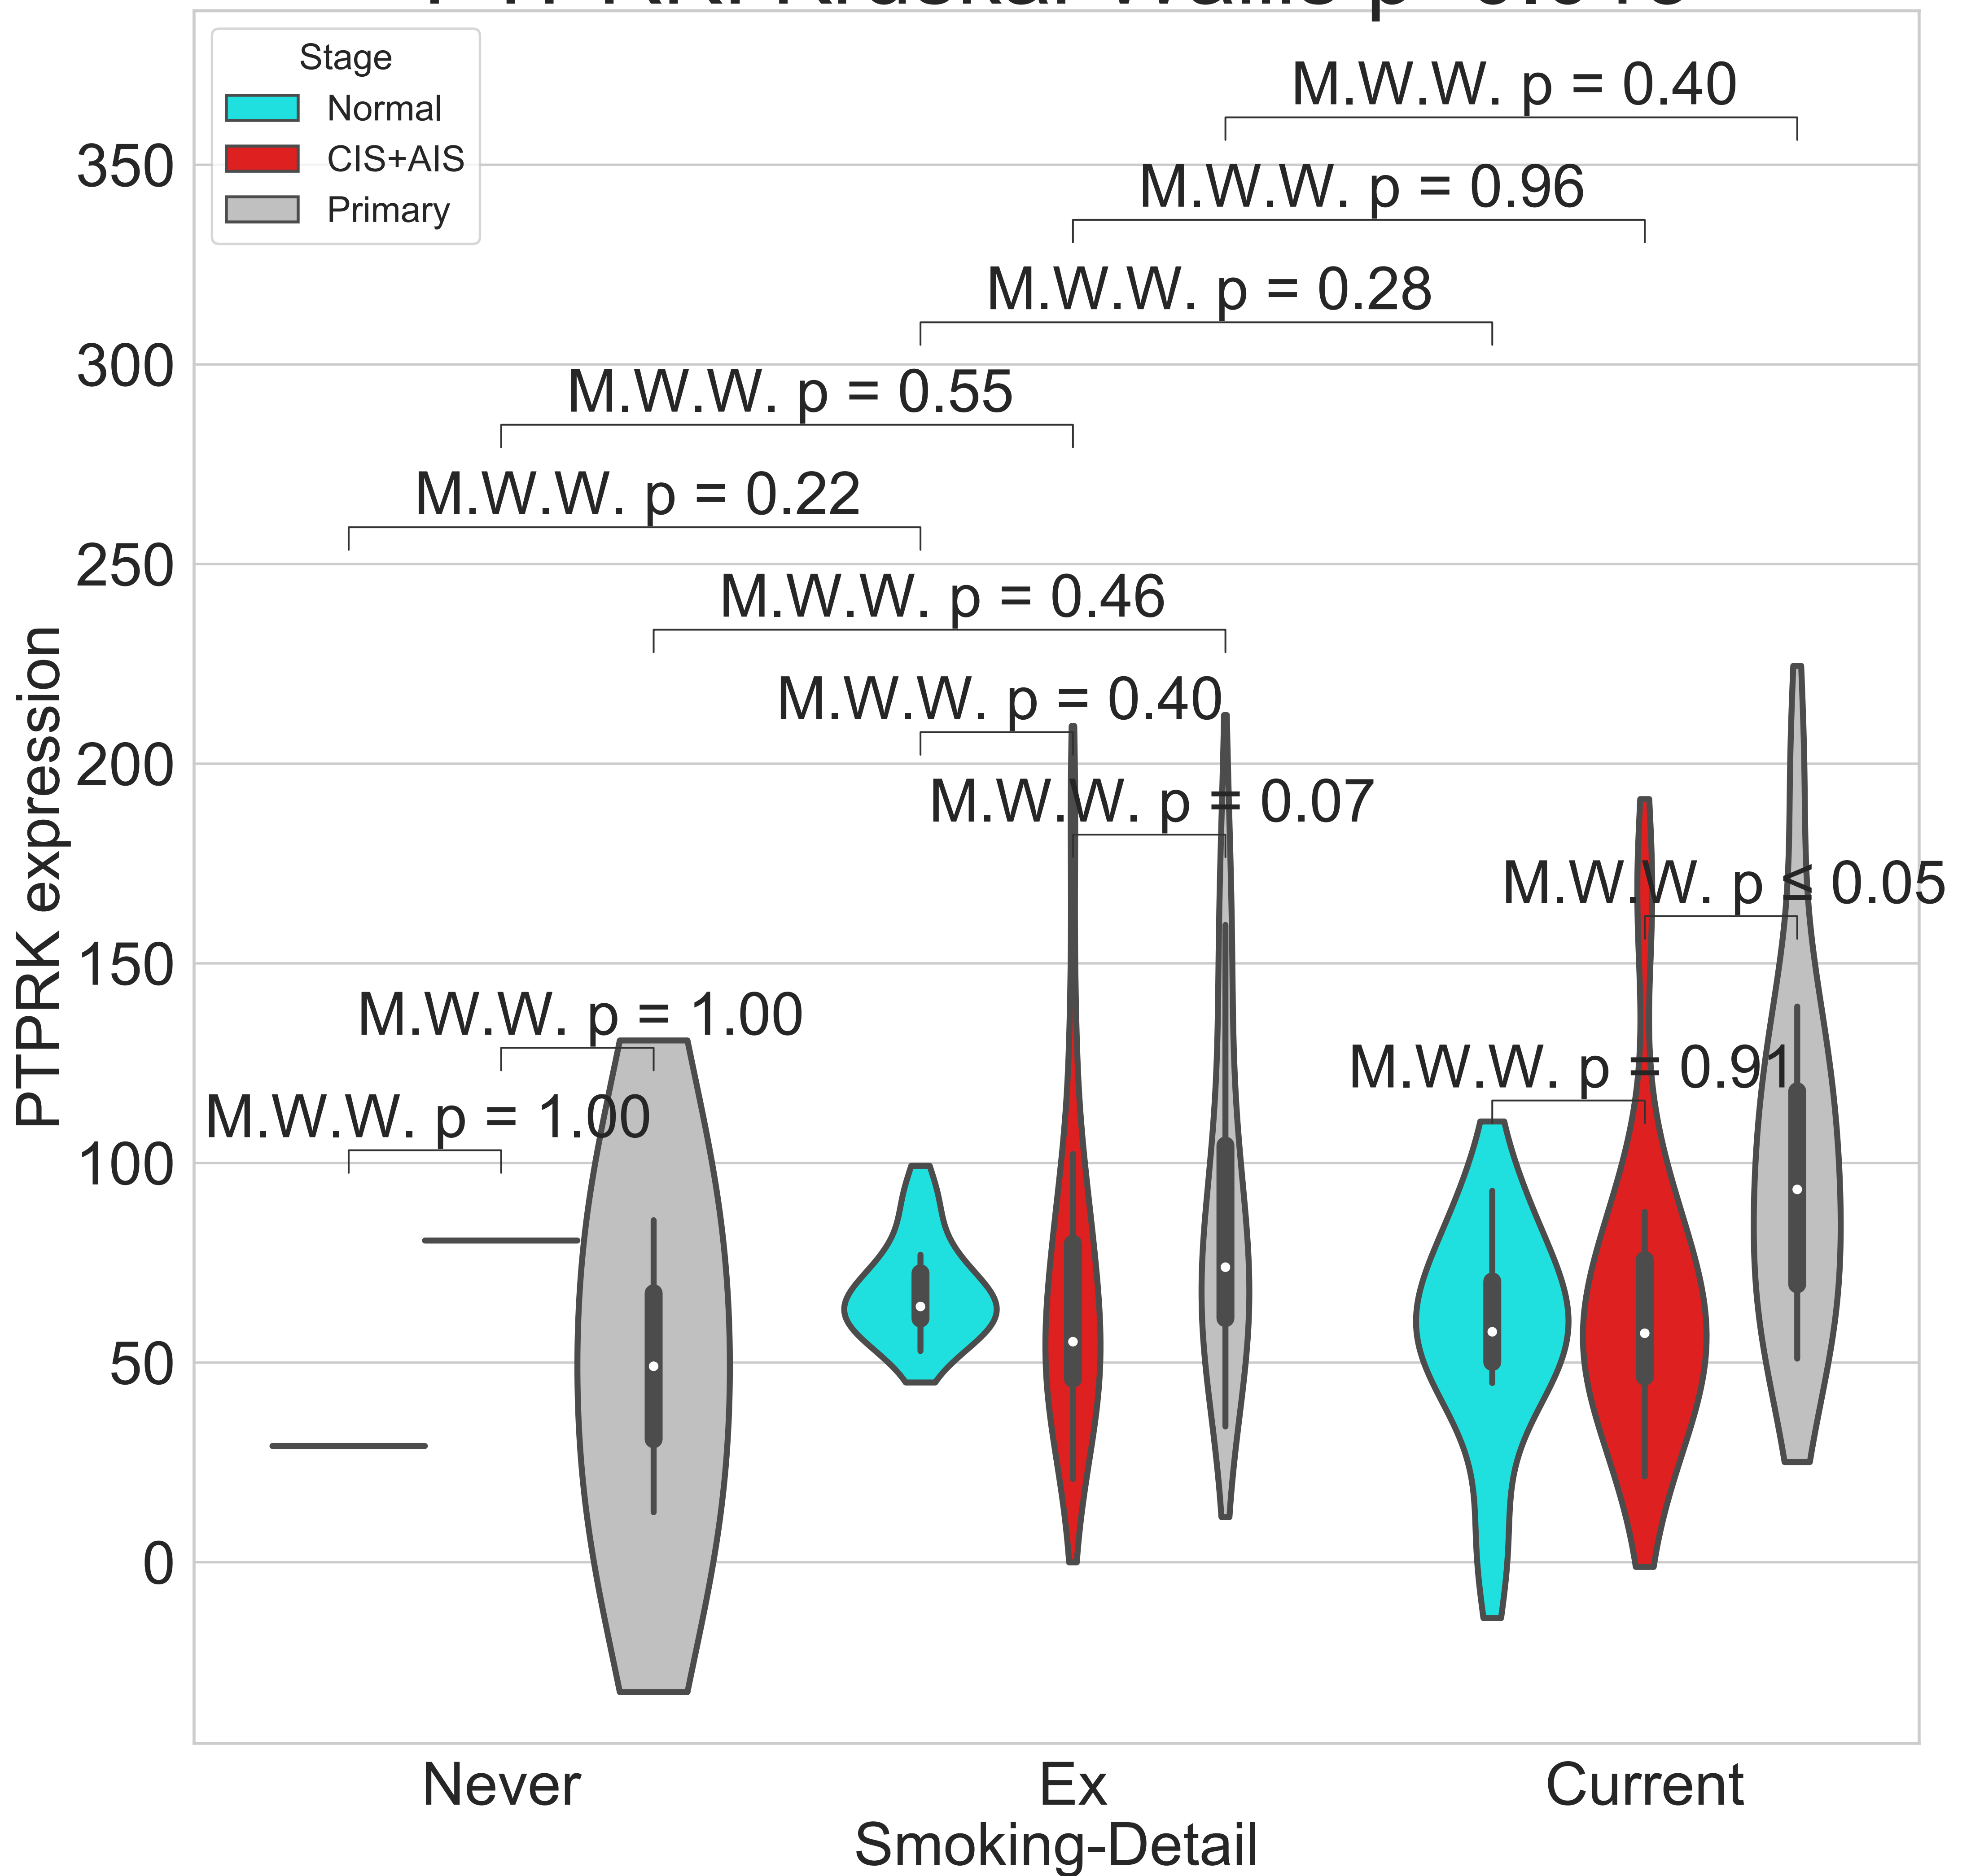 Stage
Normal
CIS+AIS
Primary
M.W.W. p = 0.40
M.W.W. p = 0.96
M.W.W. p = 0.28
M.W.W. p = 0.55
M.W.W. p = 0.22
M.W.W. p = 0.46
M.W.W. p = 0.40
M.W.W. p = 0.07
M.W.W. p ≤ 0.05
M.W.W. p = 1.00
M.W.W. p = 0.91
M.W.W. p = 1.00
350
300
250
200
150
100
50
0
PTPRK expression
Never
Ex
Current
Smoking-Detail